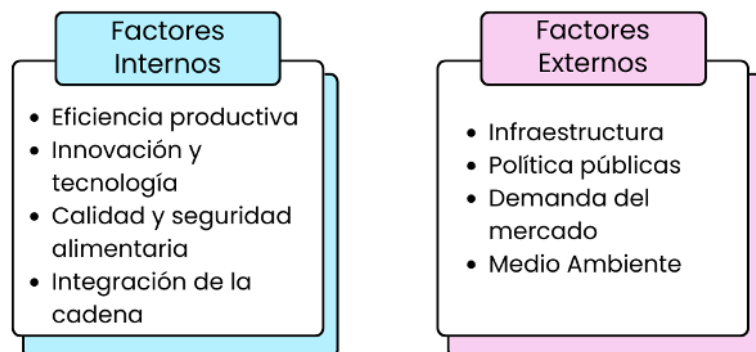 Factores
Internos
• Eficiencia productiva
• Innovación y
tecnología
• Calidad y seguridad
alimentaria
• Integración de la
cadena
Factores
Externos
• Infraestructura
• Política públicas
• Demanda del
mercado
• Medio Ambiente